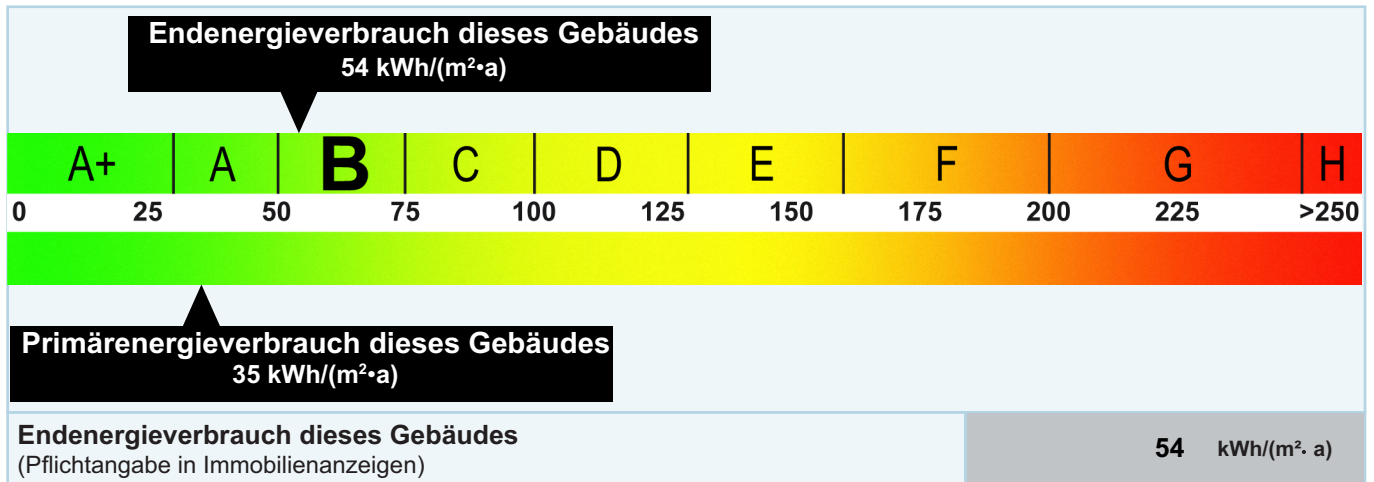 Endenergieverbrauch dieses Gebäudes
54 kWh/(m²•a)
A+ A B C D E F G H
0 25 50 75 100 125 150 175 200 225 >250
Primärenergieverbrauch dieses Gebäudes
35 kWh/(m²•a)
Endenergieverbrauch dieses Gebäudes
(Pflichtangabe in Immobilienanzeigen)
54 kWh/(m²· a)